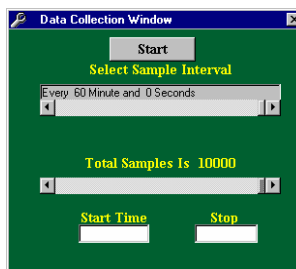 Data Collection Window
Start
Select Sample Interval
Every 60 Minute and 0 Seconds
Total Samples Is 10000
Start Time Stop